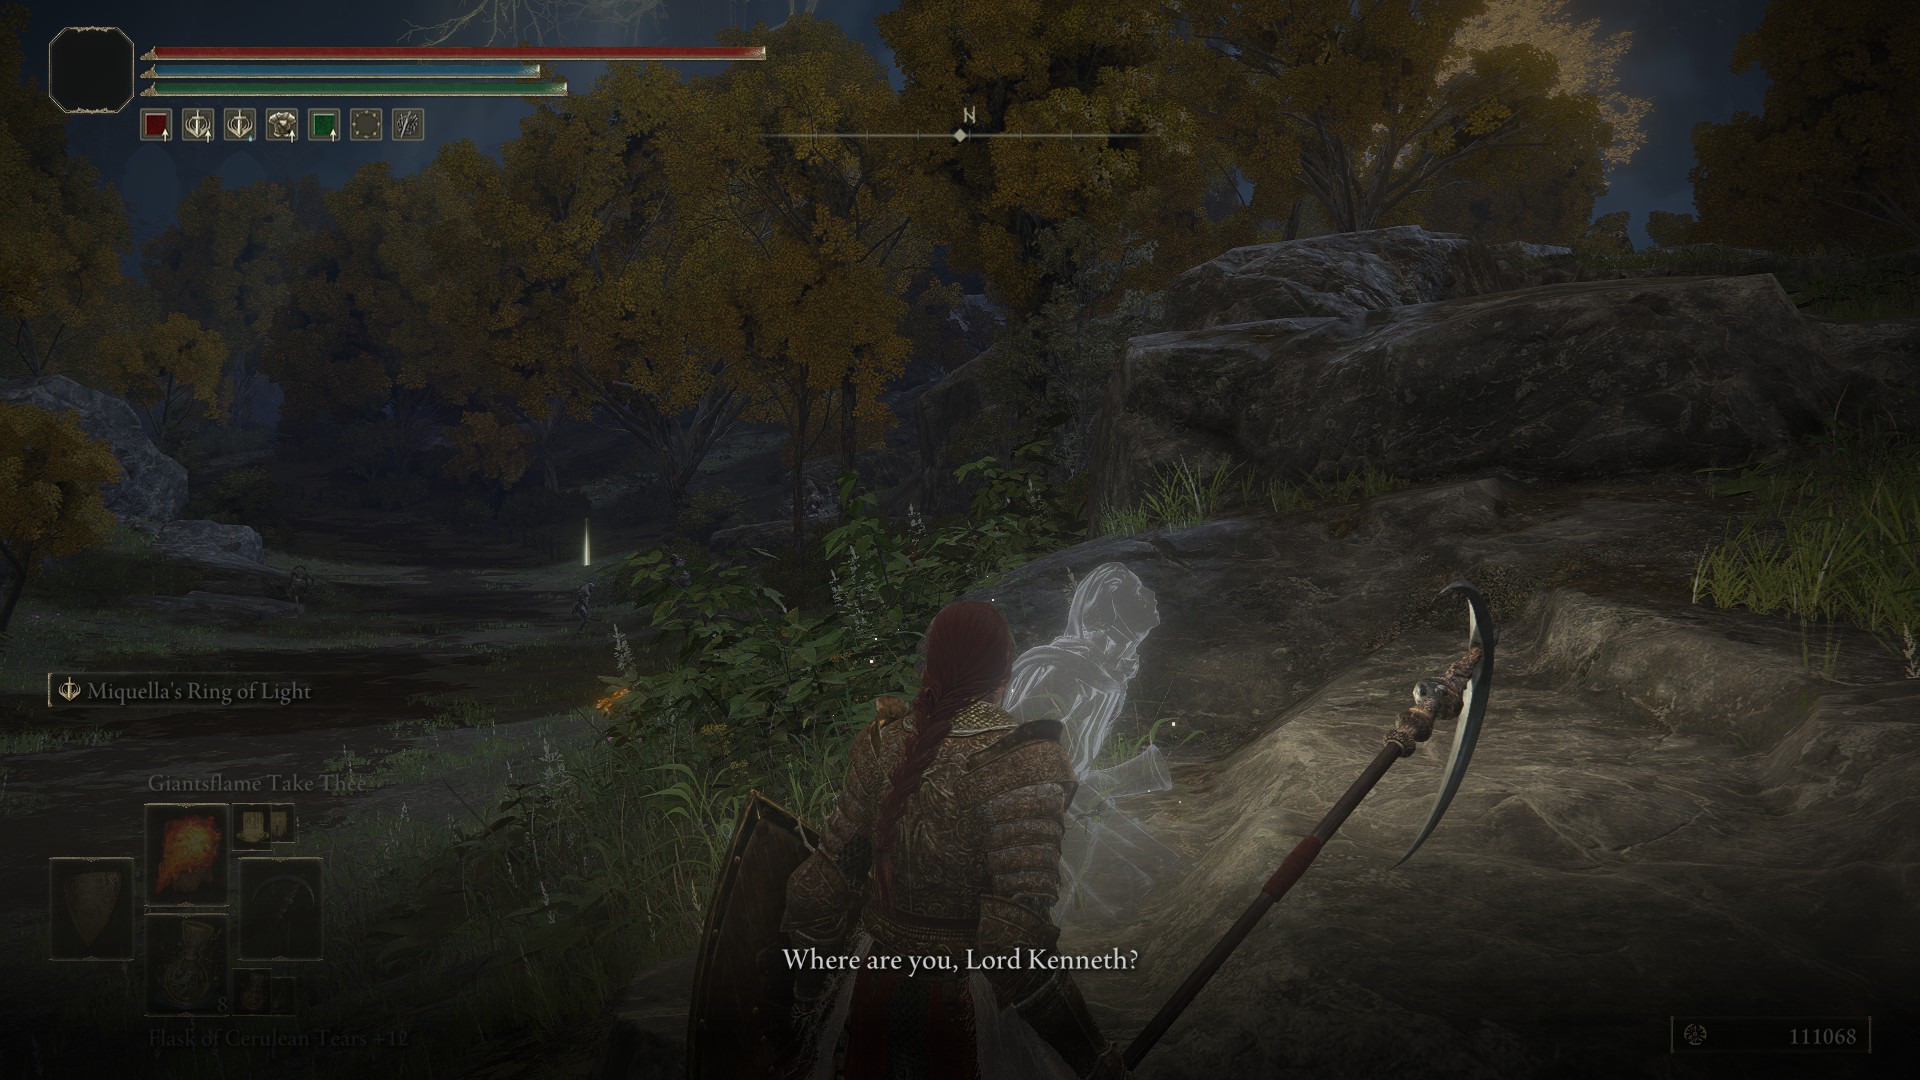 N
Miquella's Ring of Light
Giantsflame Take Thee
8
Flask of Cerulean Tears +12
Where are you, Lord Kenneth?
111068